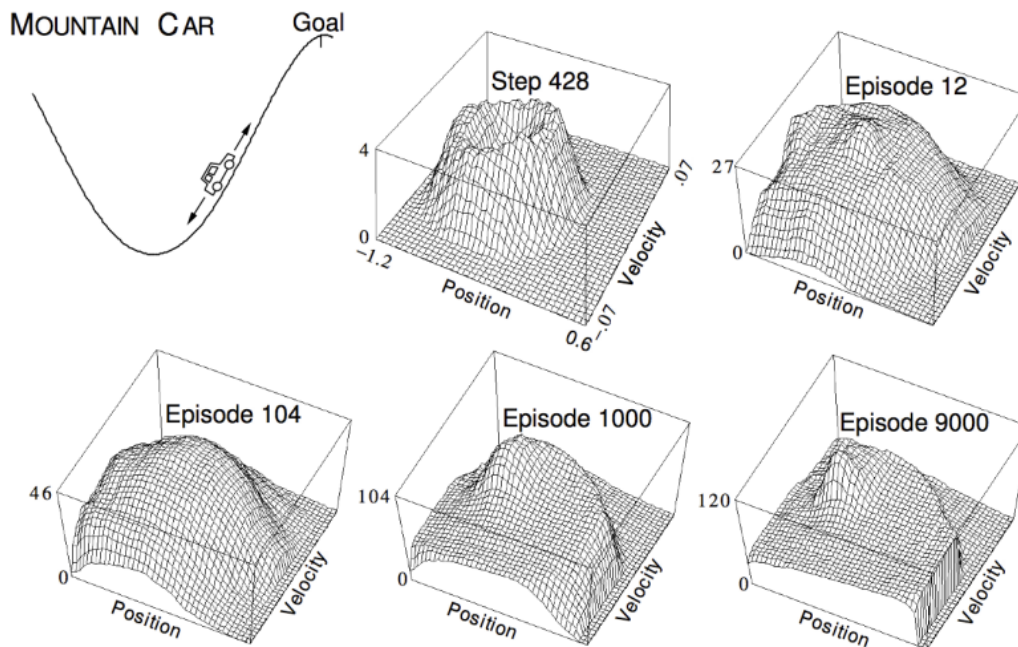 MOUNTAIN CAR
Goal
Step 428
4
0
−1.2
Position
0.6
−.07
Velocity
.07
Episode 12
27
0
Position
Velocity
Episode 104
46
0
Position
Velocity
Episode 1000
104
0
Position
Velocity
Episode 9000
120
0
Position
Velocity